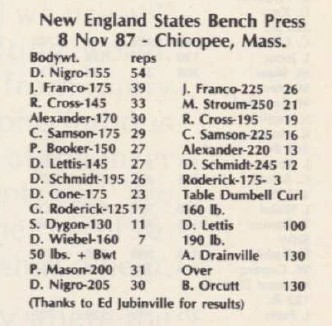 New England States Bench Press
8 Nov 87 - Chicopee, Mass.
Bodywt. reps
D. Nigro-155 54
J. Franco-175 39
R. Cross-145 33
Alexander-170 30
C. Samson-175 29
P. Booker-150 27
D. Lettis-145 27
D. Schmidt-195 26
D. Cone-175 23
G. Roderick-125 17
S. Dygon-130 11
D. Wiebel-160 7
50 lbs. + Bwt
P. Mason-200 31
D. Nigro-205 30
J. Franco-225 26
M. Stroum-250 21
R. Cross-195 19
C. Samson-225 16
Alexander-220 13
D. Schmidt-245 12
Roderick-175- 3
Table Dumbell Curl
160 lb.
D. Lettis 100
190 lb.
A. Drainville 130
Over
B. Orcutt 130
(Thanks to Ed Jubinville for results)